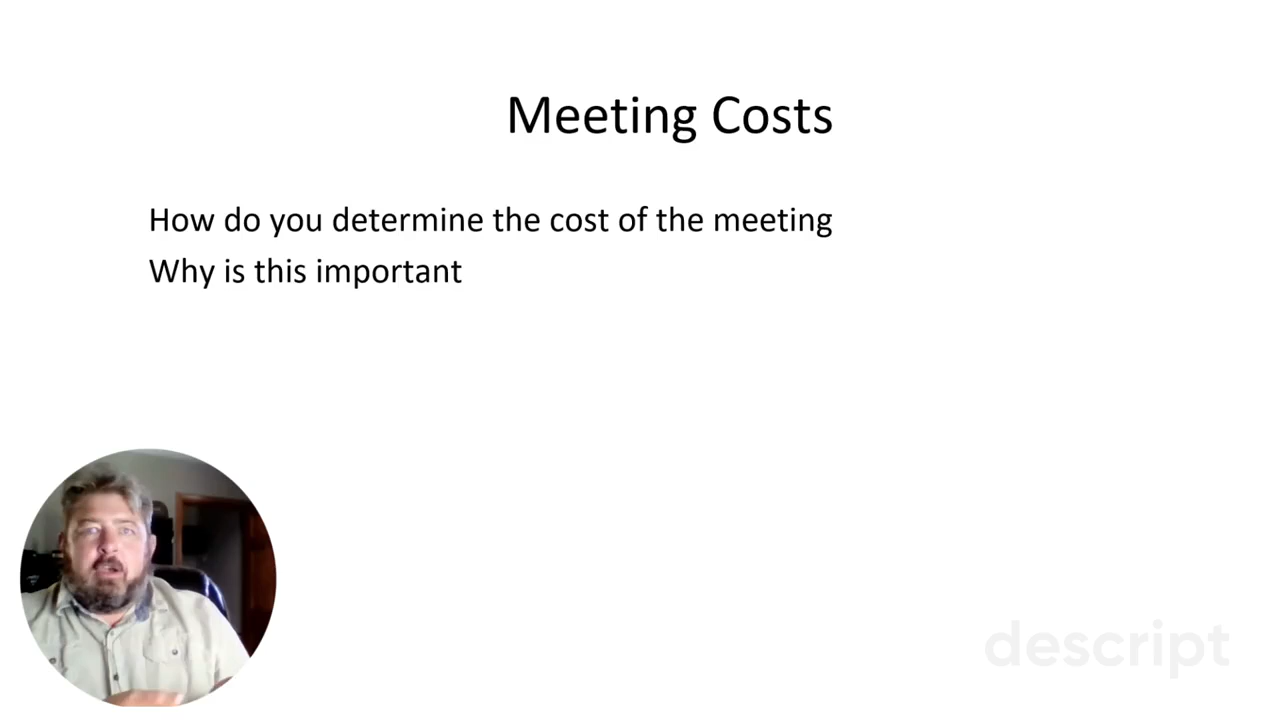 Meeting Costs
How do you determine the cost of the meeting
Why is this important
descript